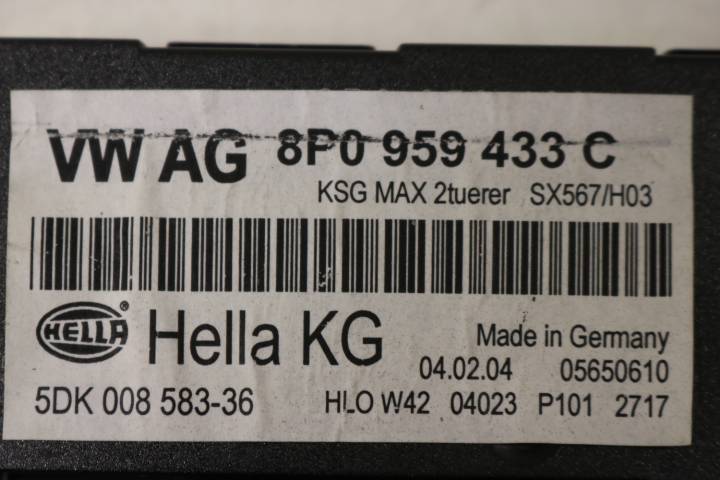 VW AG 8P0 959 433 C
KSG MAX 2tuerer SX567/H03
HELLA ® Hella KG
Made in Germany
04.02.04 05650610
5DK 008 583-36 HLO W42 04023 P101 2717